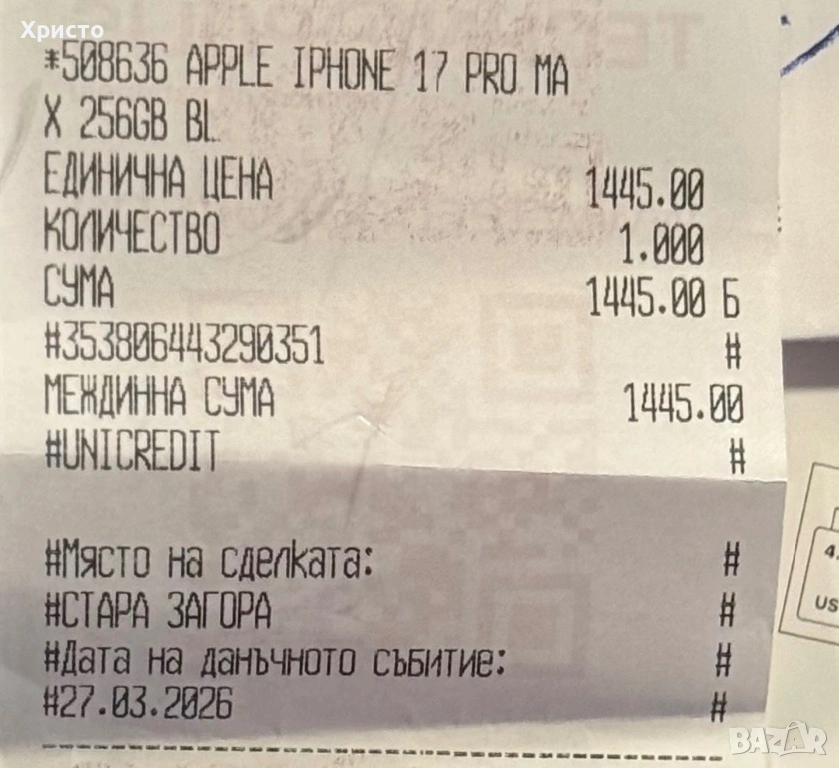 Христо
*508636 APPLE IPHONE 17 PRO MA
X 256GB BL
ЕДИНИЧНА ЦЕНА 1445.00
КОЛИЧЕСТВО 1.000
СУМА 1445.00 Б
#353806443290351 #
МЕЖДИННА СУМА 1445.00
#UNICREDIT #
#Място на сделката: #
#СТАРА ЗАГОРА #
#Дата на данъчното събитие: #
#27.03.2026 #
BAZAR